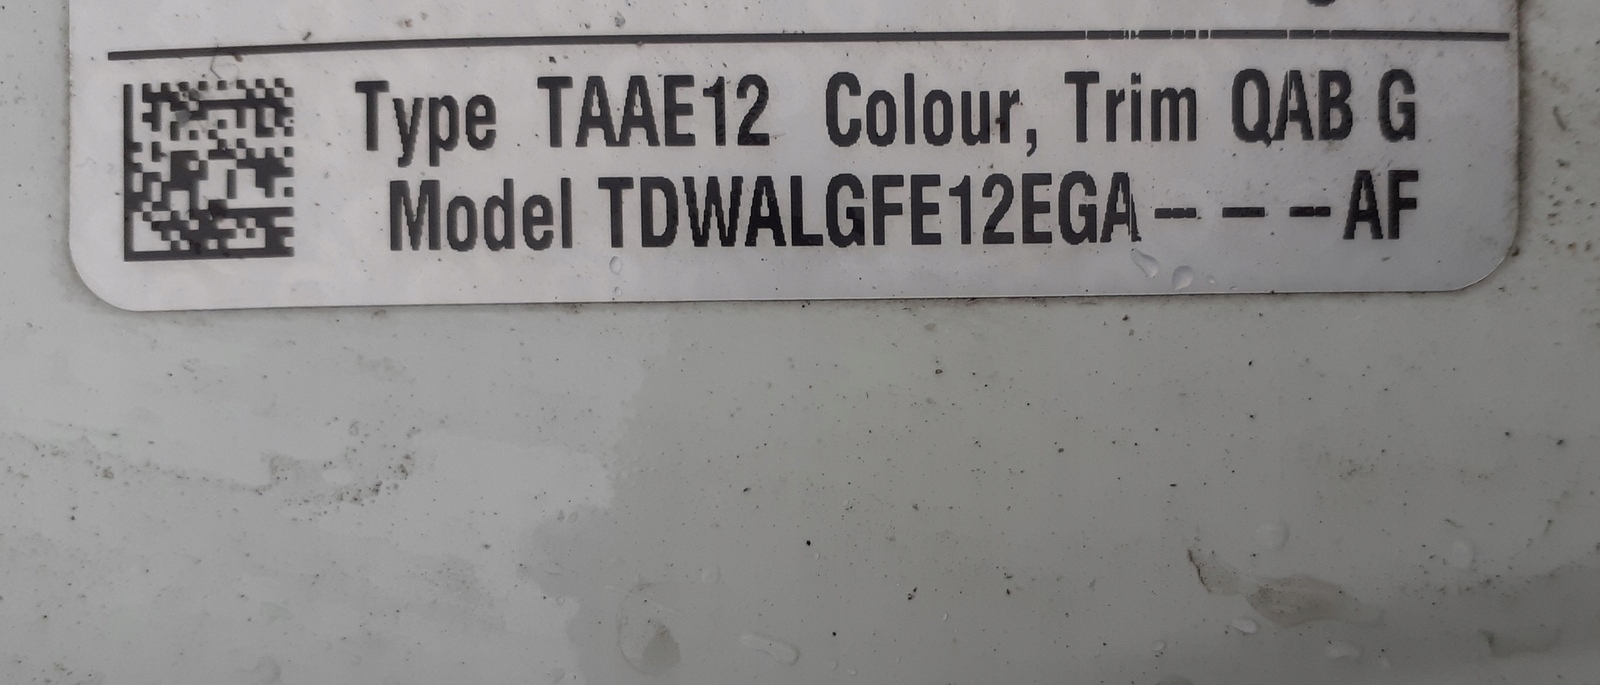 Type TAAE12 Colour, Trim QAB G
Model TDWALGFE12EGA- - - -AF